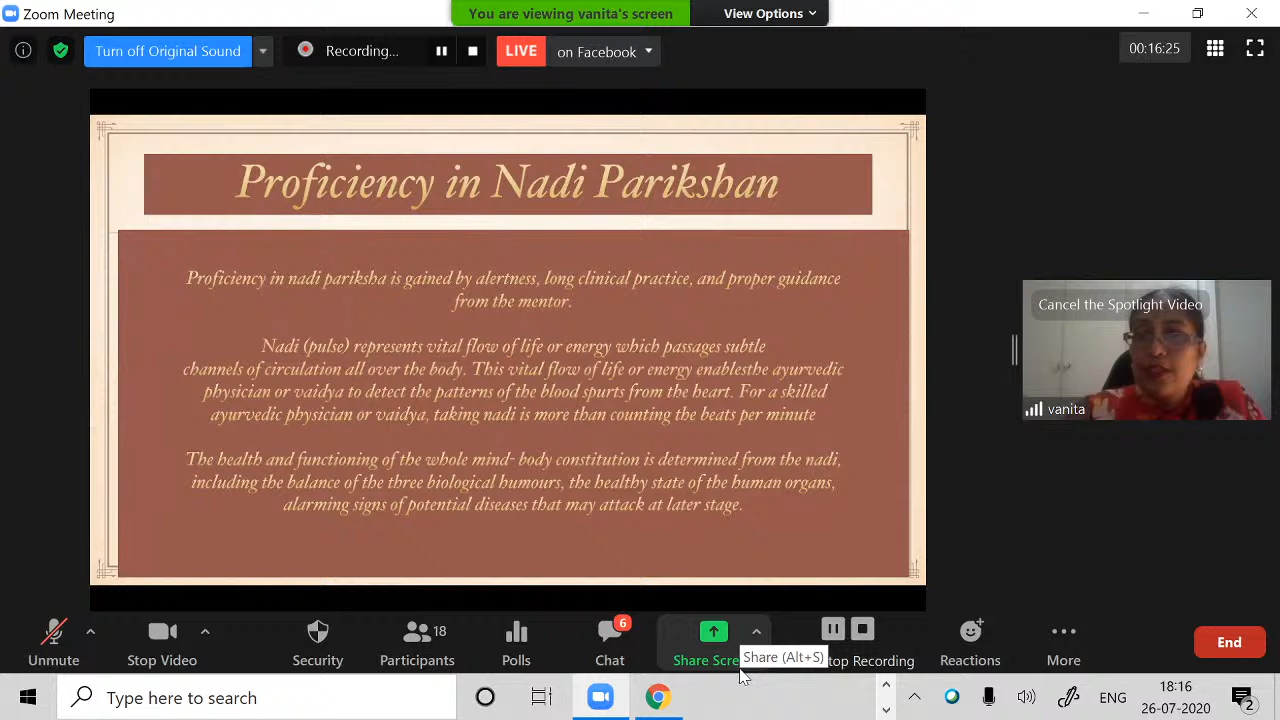 Zoom Meeting
You are viewing vanita's screen
View Options
Turn off Original Sound
Recording...
LIVE
on Facebook
00:16:25
Proficiency in Nadi Parikshan
Proficiency in nadi pariksha is gained by alertness, long clinical practice, and proper guidance
from the mentor.
Nadi (pulse) represents vital flow of life or energy which passages subtle
channels of circulation all over the body. This vital flow of life or energy enablesthe ayurvedic
physician or vaidya to detect the patterns of the blood spurts from the heart. For a skilled
ayurvedic physician or vaidya, taking nadi is more than counting the beats per minute
The health and functioning of the whole mind- body constitution is determined from the nadi,
including the balance of the three biological humours, the healthy state of the human organs,
alarming signs of potential diseases that may attack at later stage.
Cancel the Spotlight Video
vanita
Unmute
Stop Video
Security
18
Participants
Polls
6
Chat
Share Scre
Share (Alt+S)
top Recording
Reactions
More
End
Type here to search
ENG
18:16
26-07-2020
2